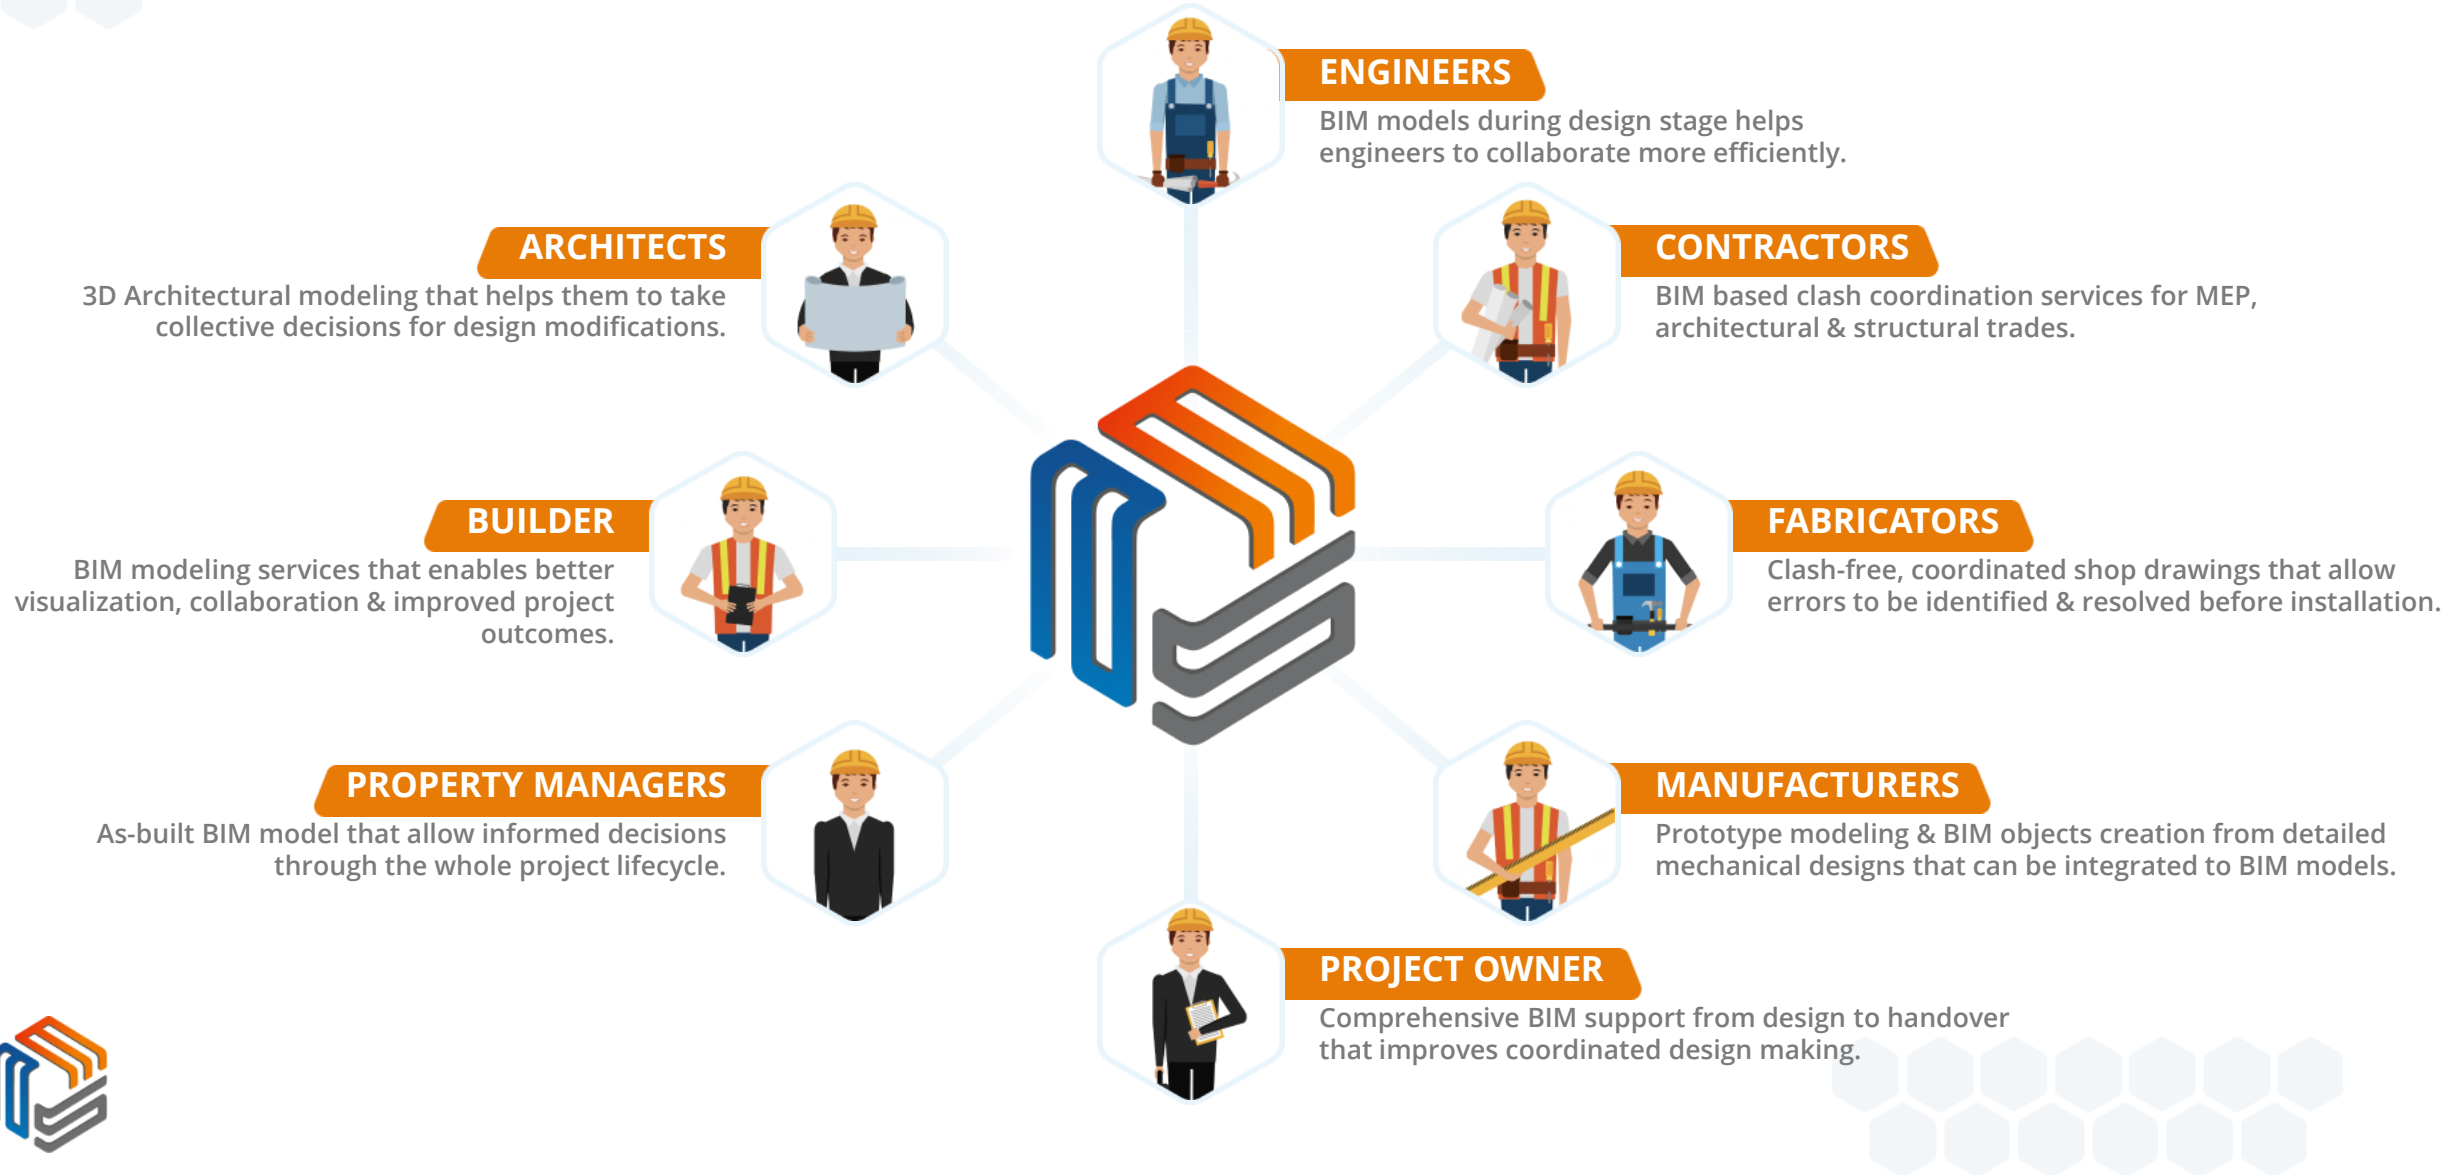 ENGINEERS
BIM models during design stage helps
engineers to collaborate more efficiently.
ARCHITECTS
3D Architectural modeling that helps them to take
collective decisions for design modifications.
CONTRACTORS
BIM based clash coordination services for MEP,
architectural & structural trades.
BUILDER
BIM modeling services that enables better
visualization, collaboration & improved project
outcomes.
FABRICATORS
Clash-free, coordinated shop drawings that allow
errors to be identified & resolved before installation.
PROPERTY MANAGERS
As-built BIM model that allow informed decisions
through the whole project lifecycle.
MANUFACTURERS
Prototype modeling & BIM objects creation from detailed
mechanical designs that can be integrated to BIM models.
PROJECT OWNER
Comprehensive BIM support from design to handover
that improves coordinated design making.